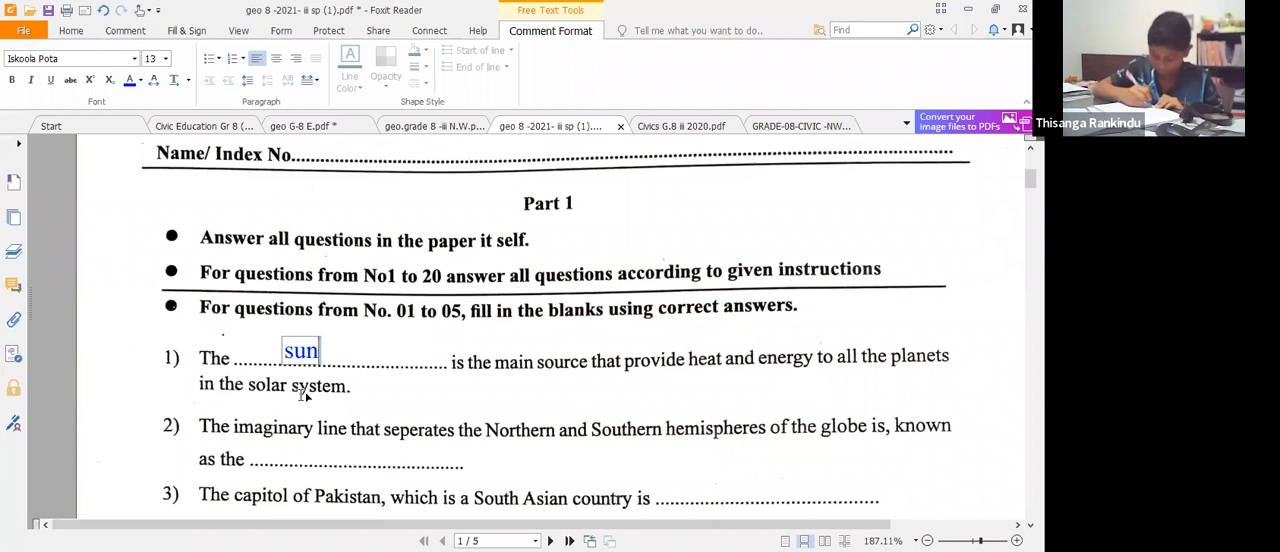 geo 8 -2021- ii sp (1).pdf * - Foxit Reader
Free Text Tools
File Home Comment Fill & Sign View Form Protect Share Connect Help Comment Format Tell me what you want to do.. Find
Iskoola Pota 13
B I U abc X² X₂ A A T
Font
Paragraph
Line Color
Opacity
Start of line
End of line
Shape Style
Start
Civic Education Gr 8 (...
geo G-8 E.pdf *
geo.grade 8 -ii N.W.p...
geo 8 -2021- ii sp (1)....
Civics G.8 ii 2020.pdf
GRADE-08-CIVIC -NW...
Convert your image files to PDFs
Thisanga Rankindu
Name/ Index No.....................................................................
Part 1
● Answer all questions in the paper it self.
● For questions from No1 to 20 answer all questions according to given instructions
● For questions from No. 01 to 05, fill in the blanks using correct answers.
1) The .......... sun .......... is the main source that provide heat and energy to all the planets
in the solar system.
2) The imaginary line that seperates the Northern and Southern hemispheres of the globe is, known
as the ..........................................
3) The capitol of Pakistan, which is a South Asian country is ..........................................
1 / 5
187.11%